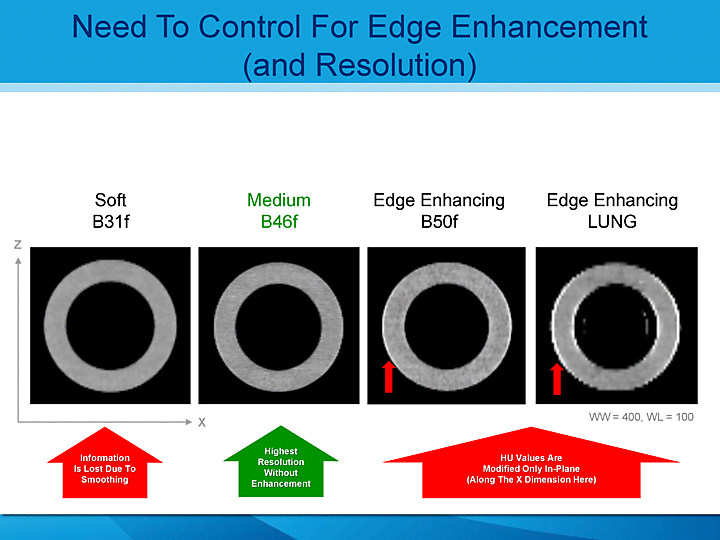 Need To Control For Edge Enhancement
(and Resolution)
Soft
B31f
Medium
B46f
Edge Enhancing
B50f
Edge Enhancing
LUNG
Z
X
WW = 400, WL = 100
Information
Is Lost Due To
Smoothing
Highest
Resolution
Without
Enhancement
HU Values Are
Modified Only In-Plane
(Along The X Dimension Here)